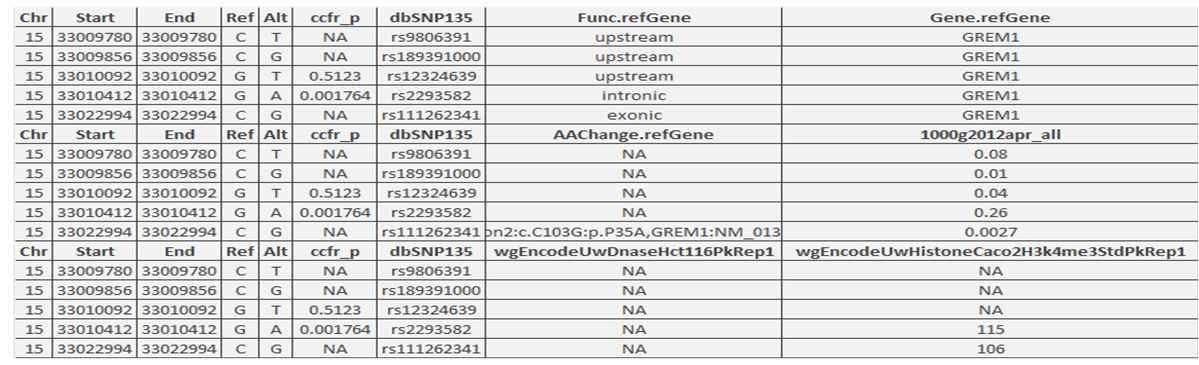 Chr Start End Ref Alt ccfr_p dbSNP135 Func.refGene Gene.refGene
15 33009780 33009780 C T NA rs9806391 upstream GREM1
15 33009856 33009856 C G NA rs189391000 upstream GREM1
15 33010092 33010092 G T 0.5123 rs12324639 upstream GREM1
15 33010412 33010412 G A 0.001764 rs2293582 intronic GREM1
15 33022994 33022994 C G NA rs111262341 exonic GREM1
Chr Start End Ref Alt ccfr_p dbSNP135 AAChange.refGene 1000g2012apr_all
15 33009780 33009780 C T NA rs9806391 NA 0.08
15 33009856 33009856 C G NA rs189391000 NA 0.01
15 33010092 33010092 G T 0.5123 rs12324639 NA 0.04
15 33010412 33010412 G A 0.001764 rs2293582 NA 0.26
15 33022994 33022994 C G NA rs111262341 on2:c.C103G:p.P35A,GREM1:NM_013 0.0027
Chr Start End Ref Alt ccfr_p dbSNP135 wgEncodeUwDnaseHct116PkRep1 wgEncodeUwHistoneCaco2H3k4me3StdPkRep1
15 33009780 33009780 C T NA rs9806391 NA NA
15 33009856 33009856 C G NA rs189391000 NA NA
15 33010092 33010092 G T 0.5123 rs12324639 NA NA
15 33010412 33010412 G A 0.001764 rs2293582 NA 115
15 33022994 33022994 C G NA rs111262341 NA 106